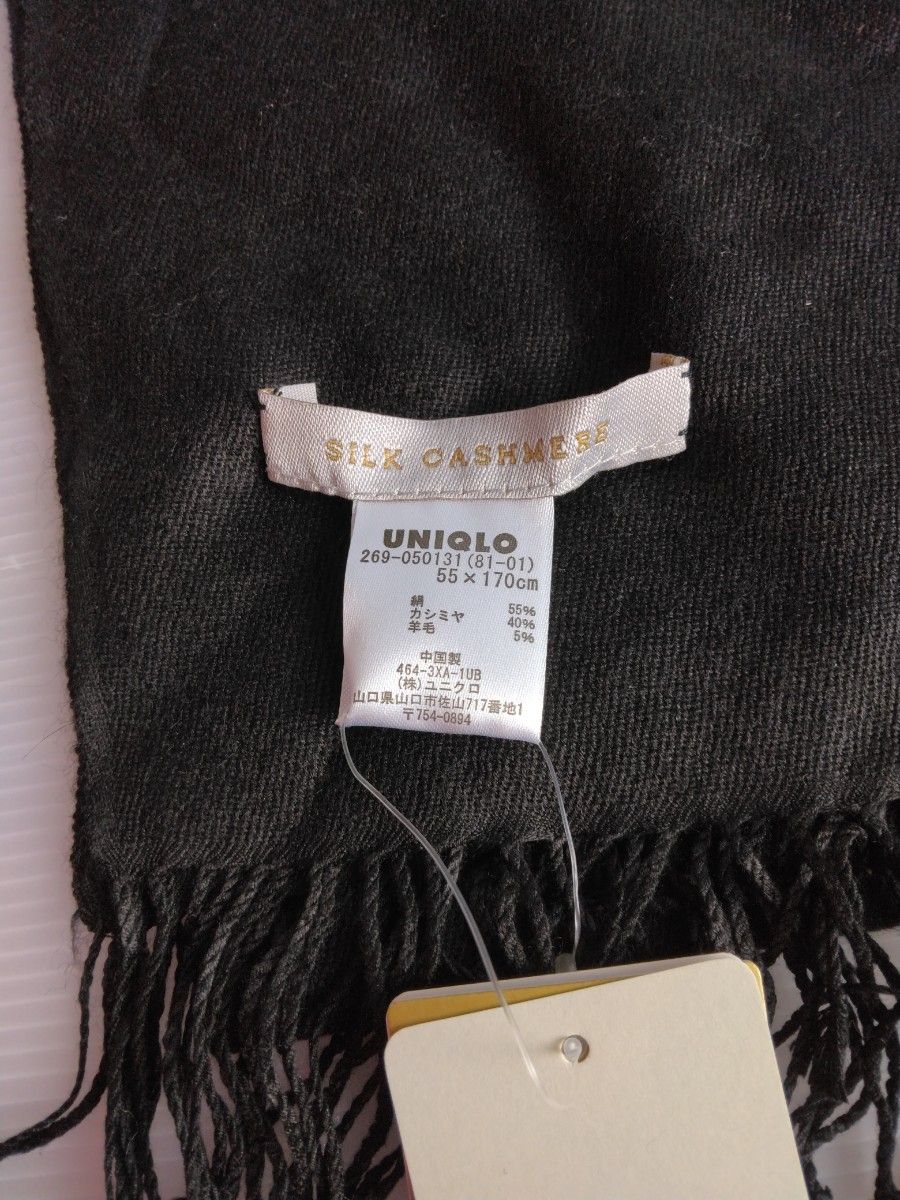 SILK CASHMERE
UNIQLO
269-050131(81-01)
55×170cm
絹 55%
カシミヤ 40%
羊毛 5%
中国製
464-3XA-1UB
(株)ユニクロ
山口県山口市佐山717番地1
〒754-0894